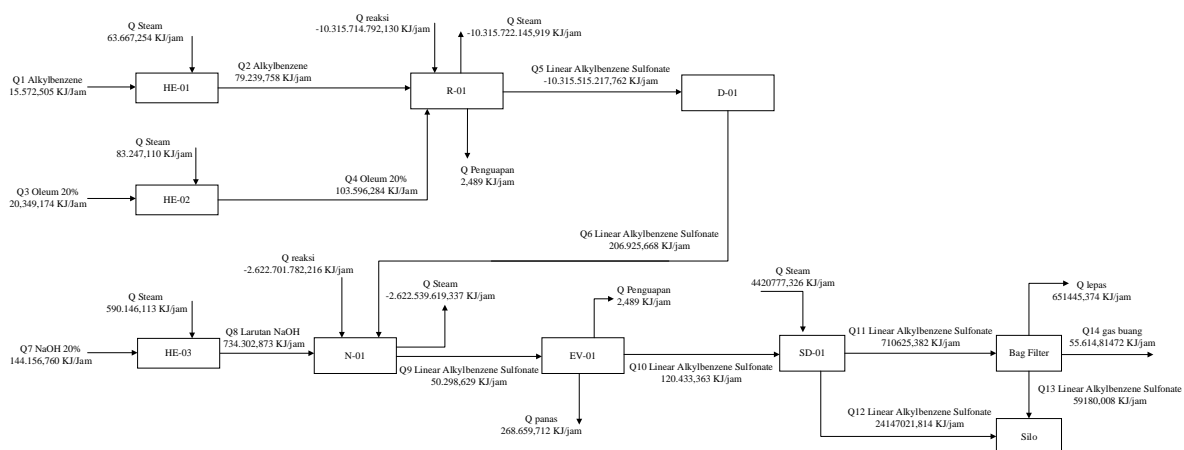 Q Steam
63.667,254 KJ/jam
Q reaksi
-10.315.714.792,130 KJ/jam
Q Steam
-10.315.722.145,919 KJ/jam
Q1 Alkylbenzene
15.572,505 KJ/Jam
HE-01
Q2 Alkylbenzene
79.239,758 KJ/jam
R-01
Q5 Linear Alkylbenzene Sulfonate
-10.315.515.217,762 KJ/jam
D-01
Q Steam
83.247,110 KJ/jam
Q Penguapan
2,489 KJ/jam
Q3 Oleum 20%
20,349,174 KJ/Jam
HE-02
Q4 Oleum 20%
103.596,284 KJ/Jam
Q6 Linear Alkylbenzene Sulfonate
206.925,668 KJ/jam
Q reaksi
-2.622.701.782,216 KJ/jam
Q Steam
590.146,113 KJ/jam
Q Steam
-2.622.539.619,337 KJ/jam
Q Penguapan
2,489 KJ/jam
Q Steam
4420777,326 KJ/jam
Q lepas
651445,374 KJ/jam
Q7 NaOH 20%
144.156,760 KJ/Jam
HE-03
Q8 Larutan NaOH
734.302,873 KJ/jam
N-01
Q9 Linear Alkylbenzene Sulfonate
50.298,629 KJ/jam
EV-01
Q10 Linear Alkylbenzene Sulfonate
120.433,363 KJ/jam
SD-01
Q11 Linear Alkylbenzene Sulfonate
710625,382 KJ/jam
Bag Filter
Q14 gas buang
55.614,81472 KJ/jam
Q13 Linear Alkylbenzene Sulfonate
59180,008 KJ/jam
Q panas
268.659,712 KJ/jam
Q12 Linear Alkylbenzene Sulfonate
24147021,814 KJ/jam
Silo